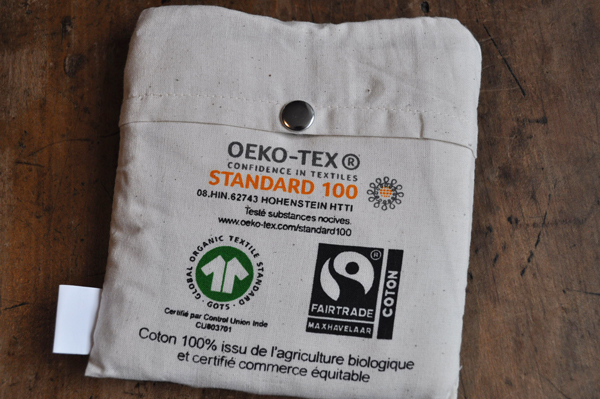 OEKO-TEX®
CONFIDENCE IN TEXTILES
STANDARD 100
08.HIN.62743 HOHENSTEIN HTTI
Testé substances nocives.
www.oeko-tex.com/standard100
GLOBAL ORGANIC TEXTILE STANDARD
· GOTS ·
®
FAIRTRADE
MAXHAVELAAR
COTON
Certifié par Control Union Inde
CU803701
Coton 100% issu de l'agriculture biologique
et certifié commerce équitable